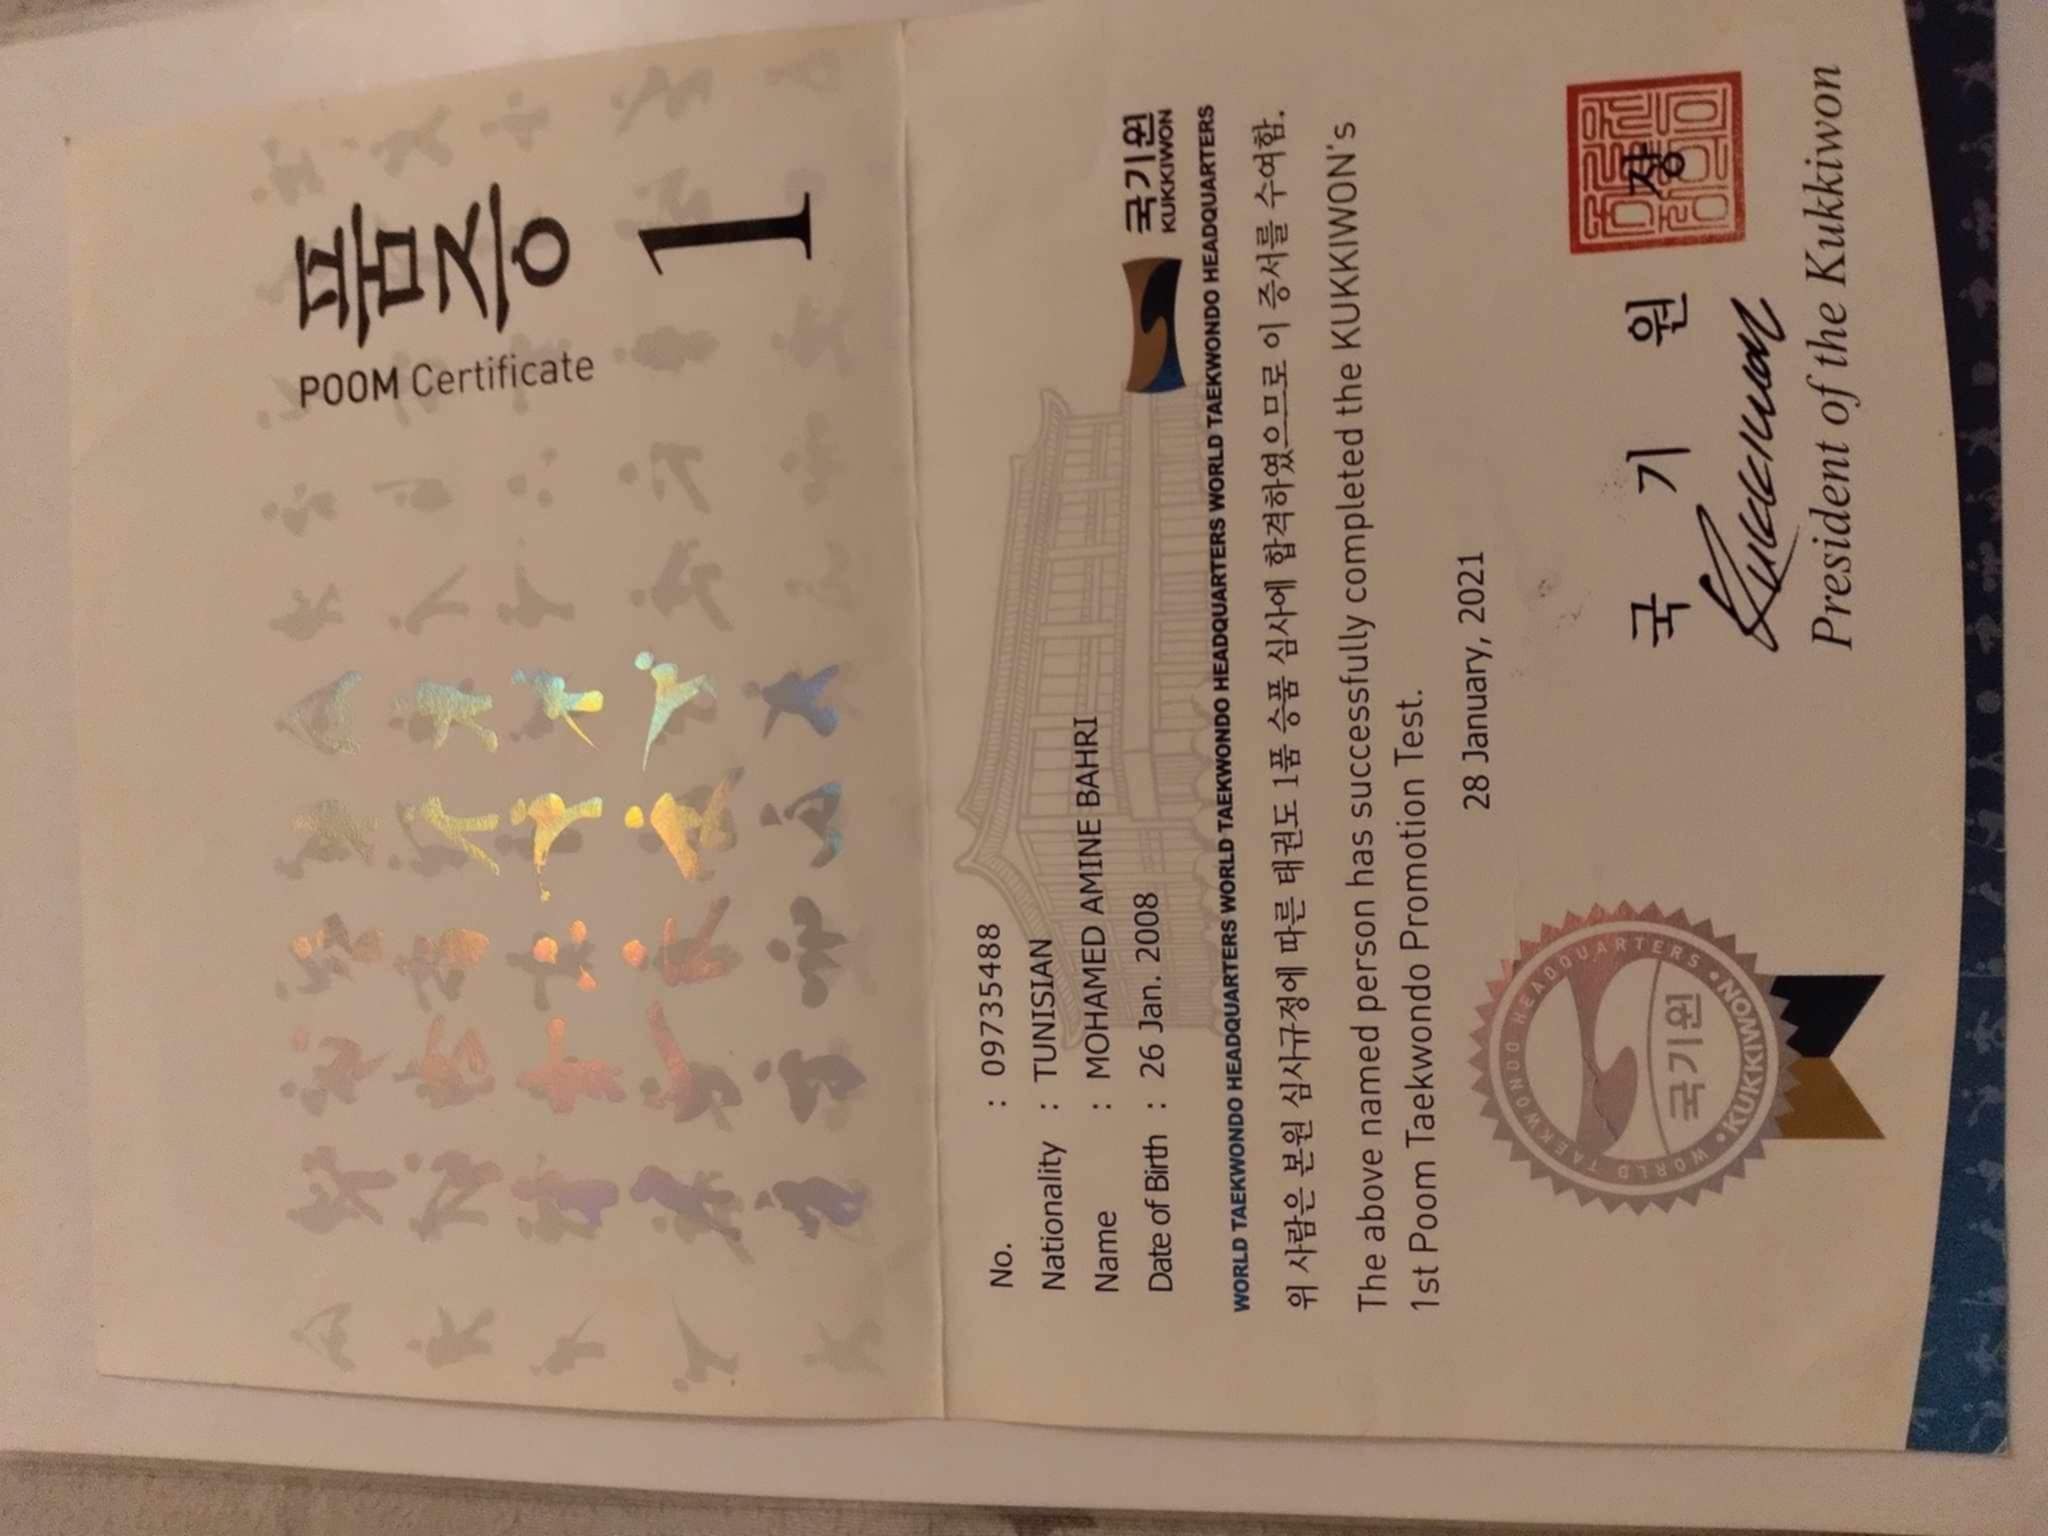 품증
POOM Certificate
1
국기원
KUKKIWON
No. : 09735488
Nationality : TUNISIAN
Name : MOHAMED AMINE BAHRI
Date of Birth : 26 Jan. 2008
WORLD TAEKWONDO HEADQUARTERS WORLD TAEKWONDO HEADQUARTERS WORLD TAEKWONDO HEADQUARTERS WORLD TAEKWONDO HEADQUARTERS
위 사람은 본원 심사규정에 따른 태권도 1품 승품 심사에 합격하였으므로 이 증서를 수여함.
The above named person has successfully completed the KUKKIWON's
1st Poom Taekwondo Promotion Test.
28 January, 2021
WORLD TAEKWONDO HEADQUARTERS
국기원
•KUKKIWON•
국 기 원 장
President of the Kukkiwon